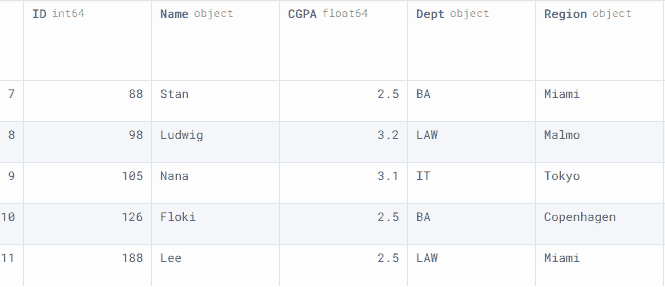 ID int64 Name object CGPA float64 Dept object Region object
7 88 Stan 2.5 BA Miami
8 98 Ludwig 3.2 LAW Malmo
9 105 Nana 3.1 IT Tokyo
10 126 Floki 2.5 BA Copenhagen
11 188 Lee 2.5 LAW Miami